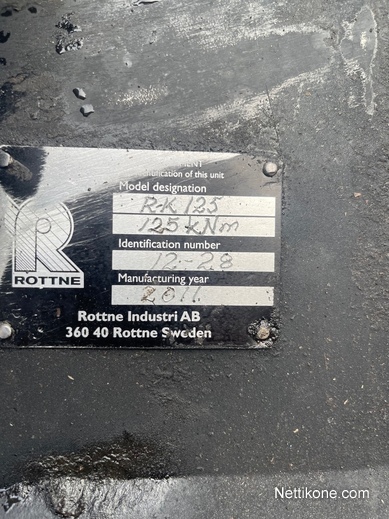 of this unit
Model designation
RK 125
125 kNm
Identification number
12-28
Manufacturing year
2011
R
ROTTNE
Rottne Industri AB
360 40 Rottne Sweden
Nettikone.com